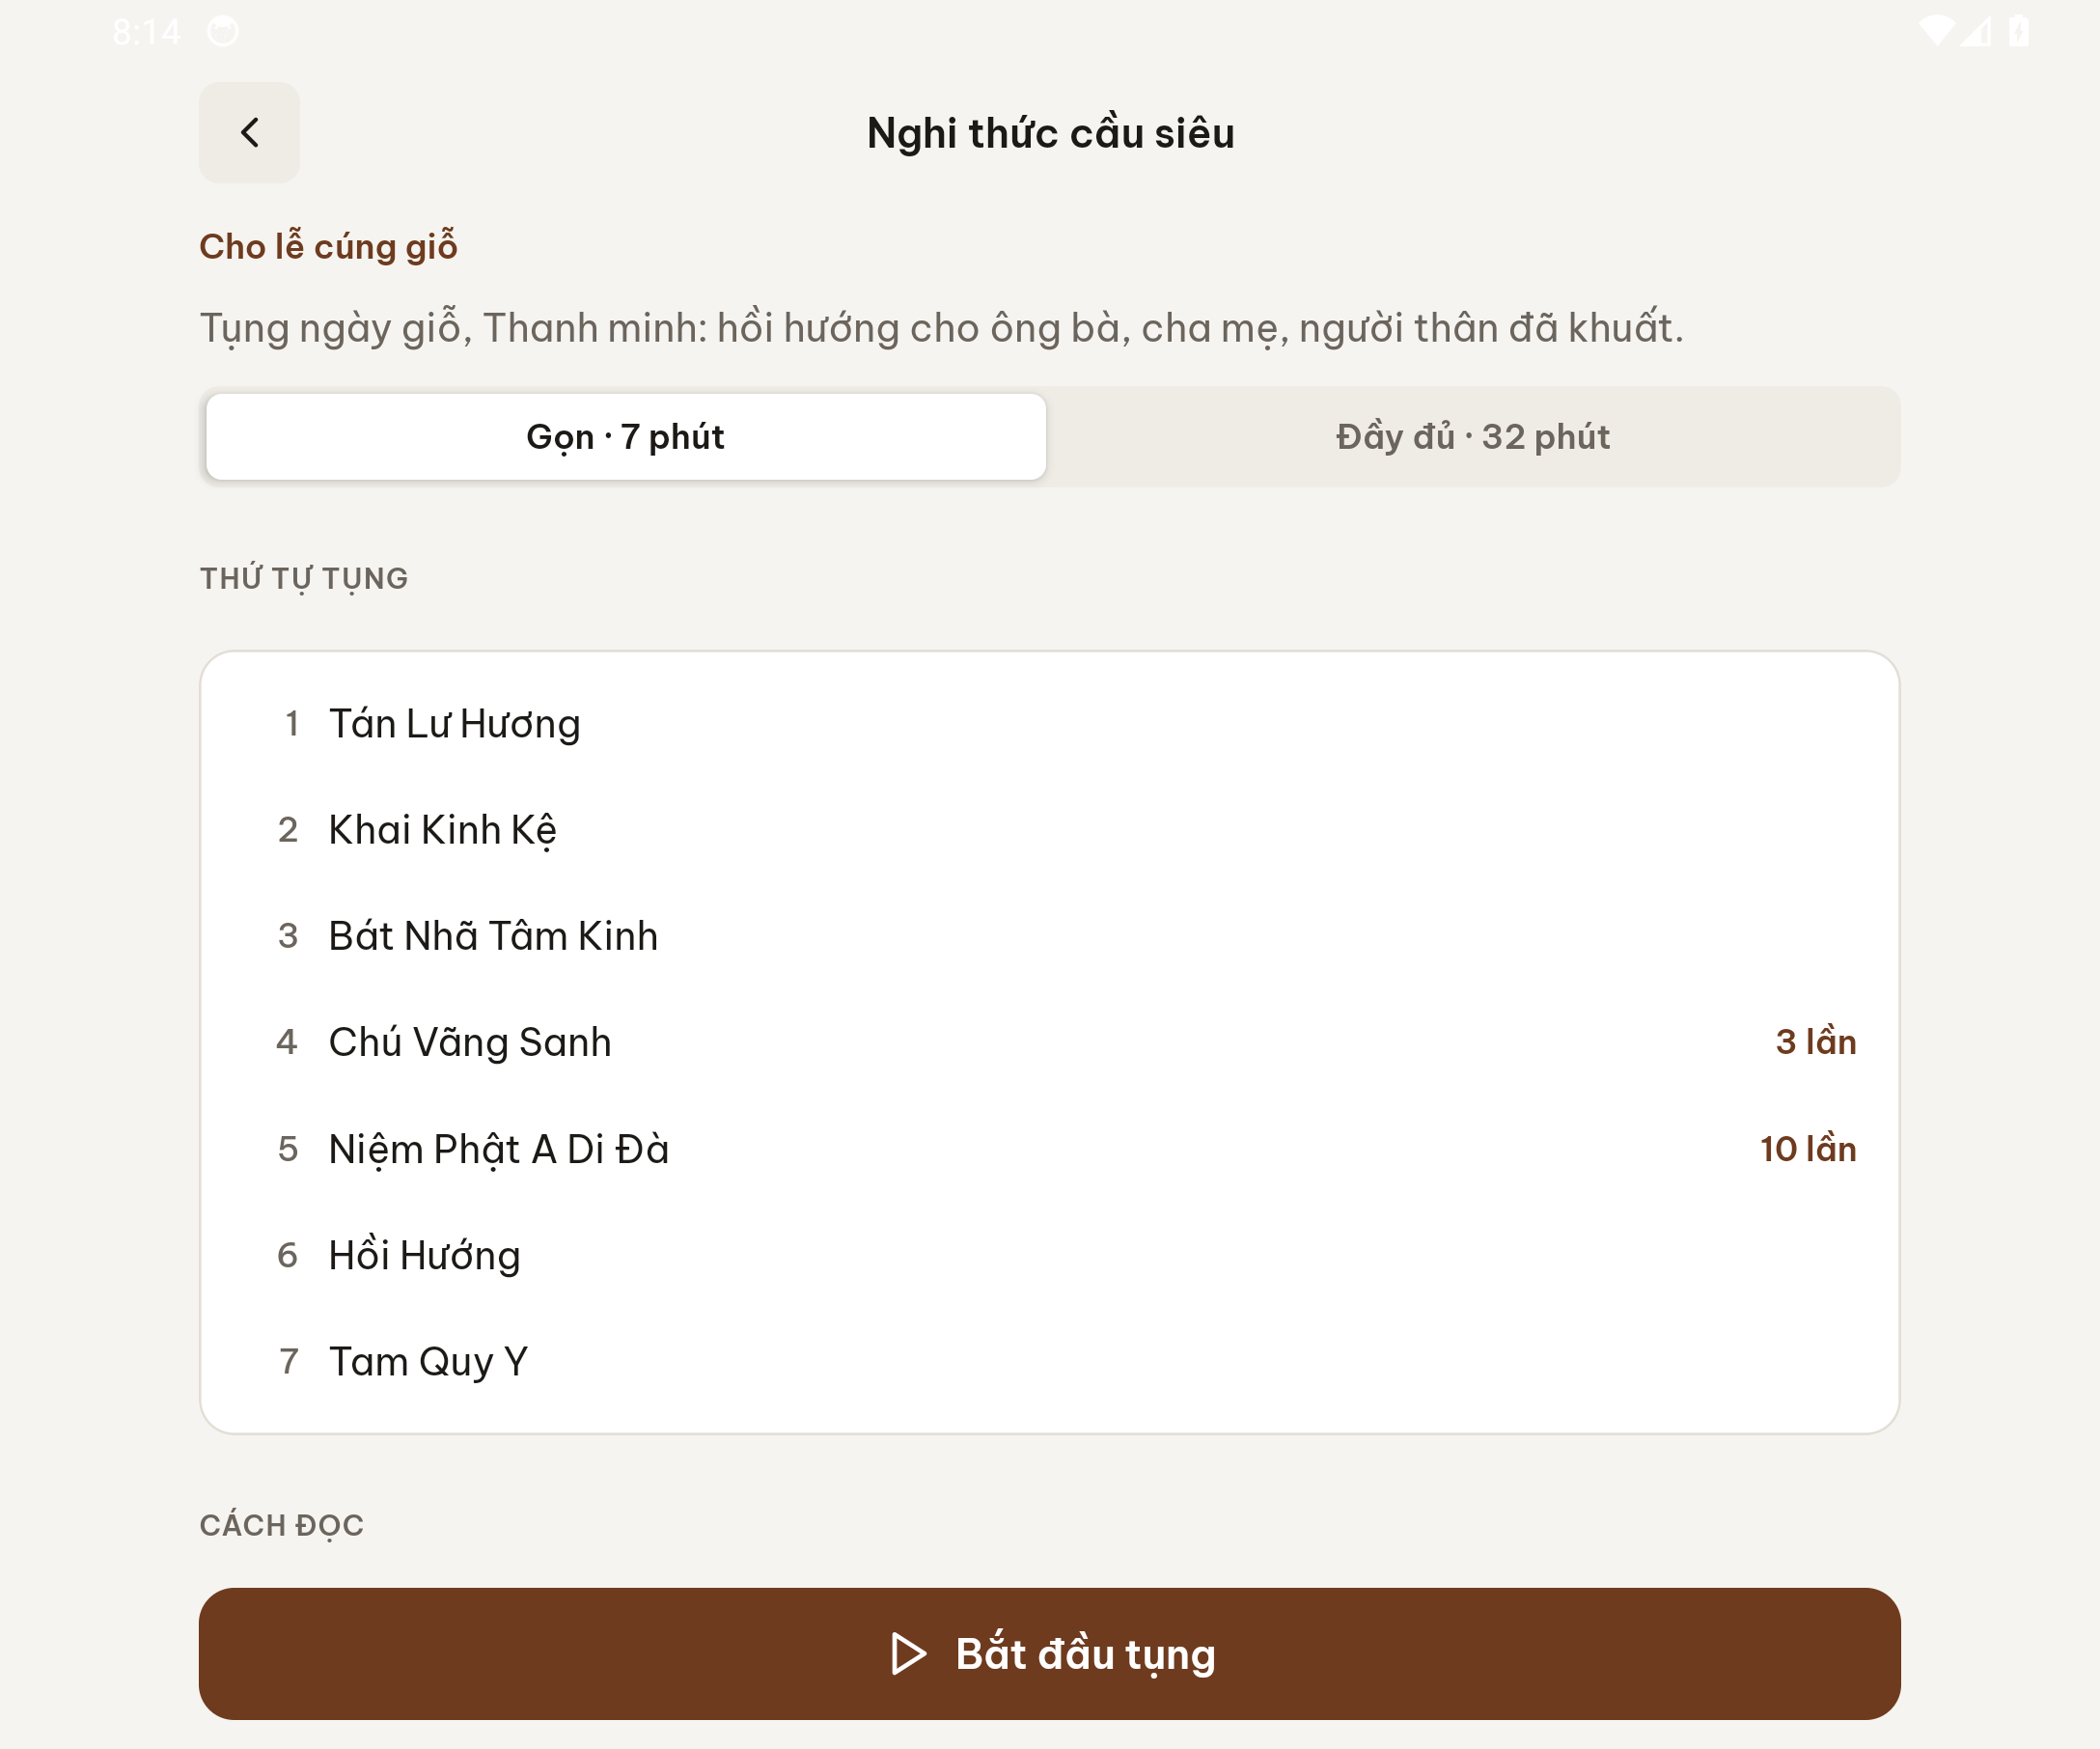 8:14
Nghi thức cầu siêu
Cho lễ cúng giỗ
Tụng ngày giỗ, Thanh minh: hồi hướng cho ông bà, cha mẹ, người thân đã khuất.
Gọn · 7 phút
Đầy đủ · 32 phút
THỨ TỰ TỤNG
1 Tán Lư Hương
2 Khai Kinh Kệ
3 Bát Nhã Tâm Kinh
4 Chú Vãng Sanh 3 lần
5 Niệm Phật A Di Đà 10 lần
6 Hồi Hướng
7 Tam Quy Y
CÁCH ĐỌC
Bắt đầu tụng